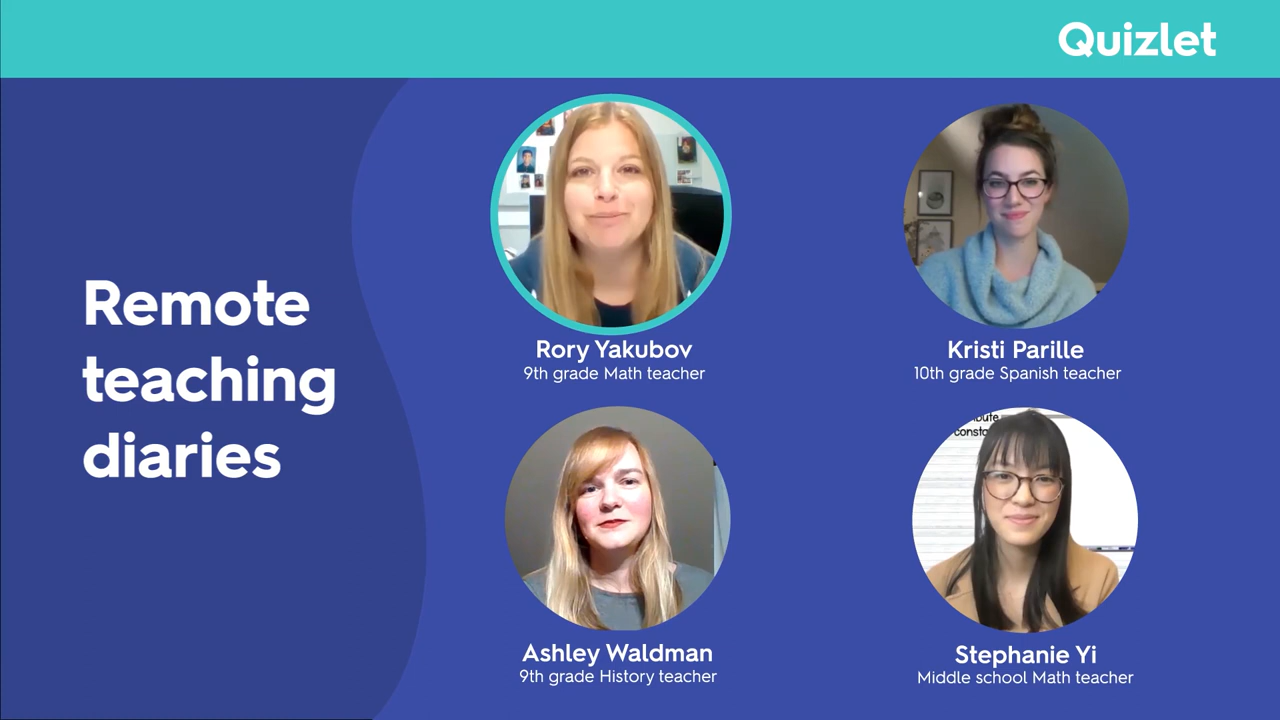 Quizlet
Remote
teaching
diaries
Rory Yakubov
9th grade Math teacher
Kristi Parille
10th grade Spanish teacher
Ashley Waldman
9th grade History teacher
Stephanie Yi
Middle school Math teacher